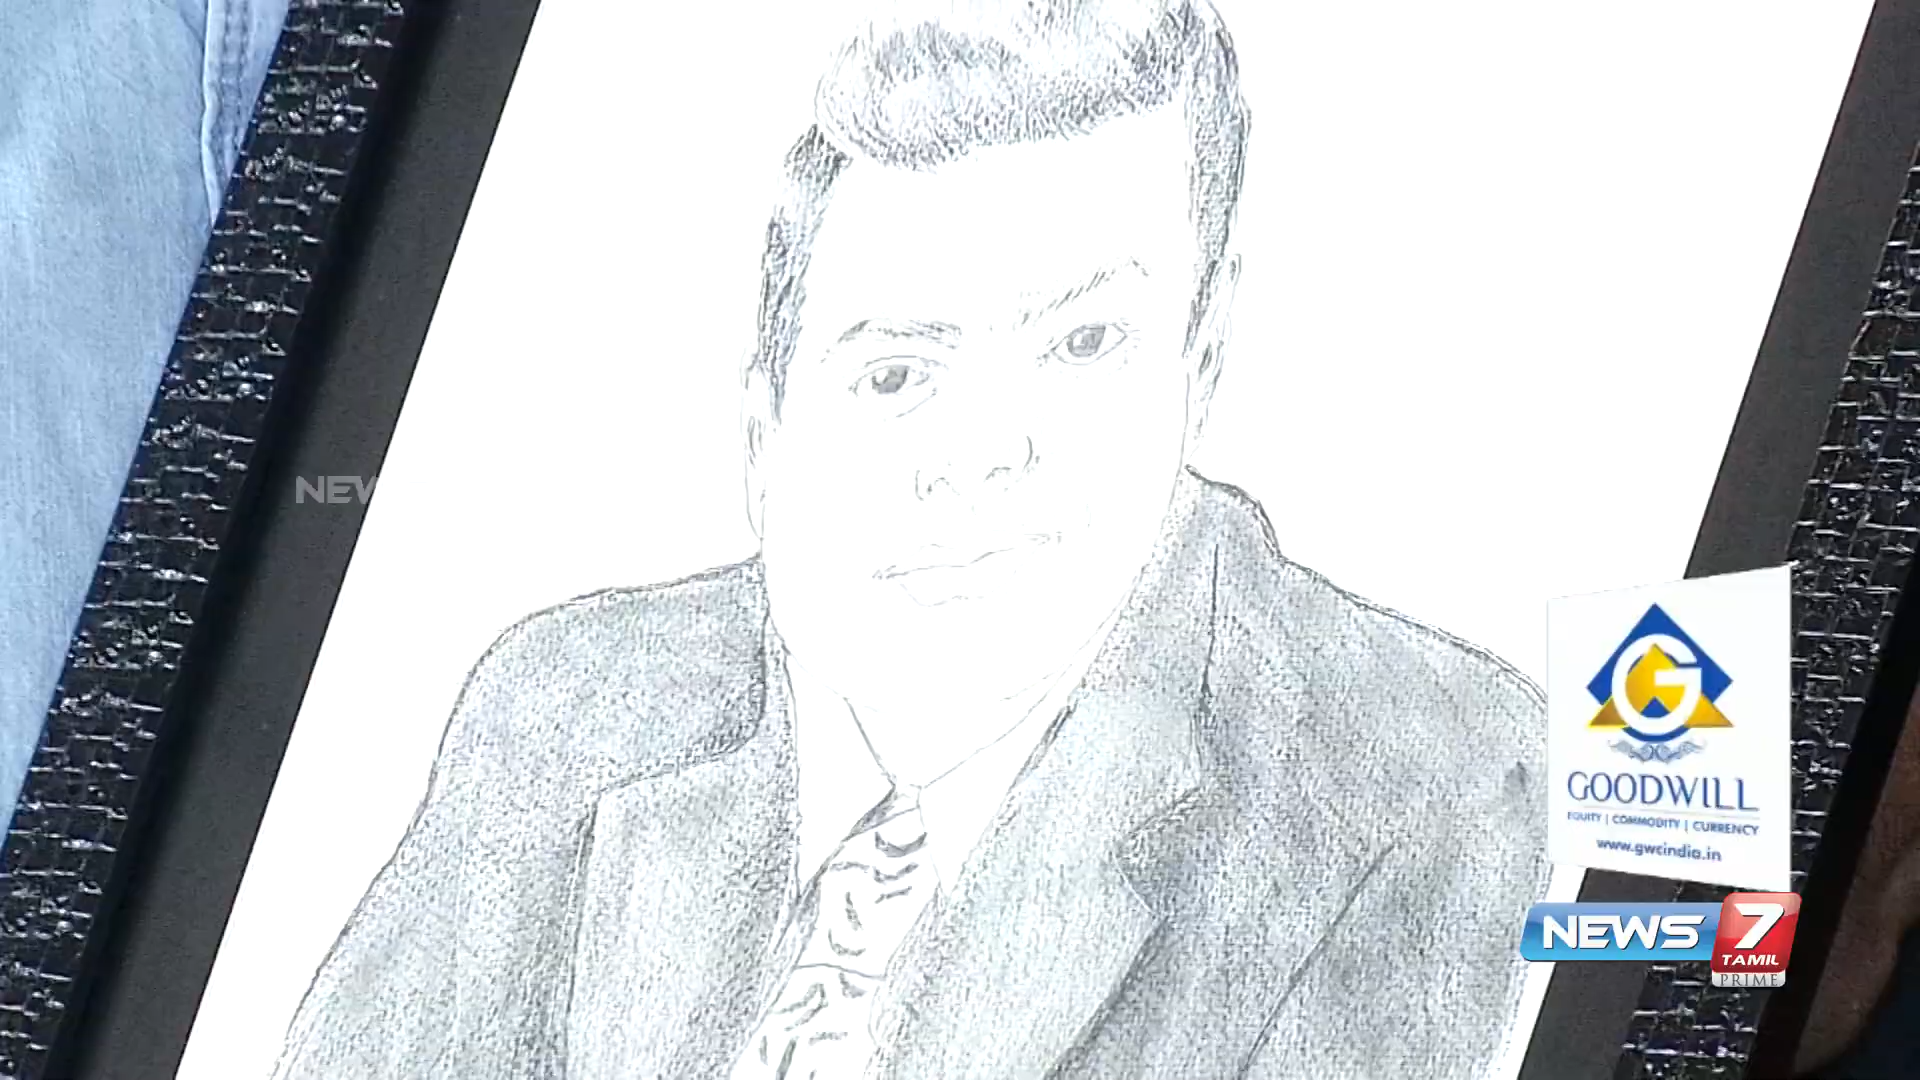 NEW
G
GOODWILL
EQUITY | COMMODITY | CURRENCY
www.gwcindia.in
NEWS 7
TAMIL
PRIME